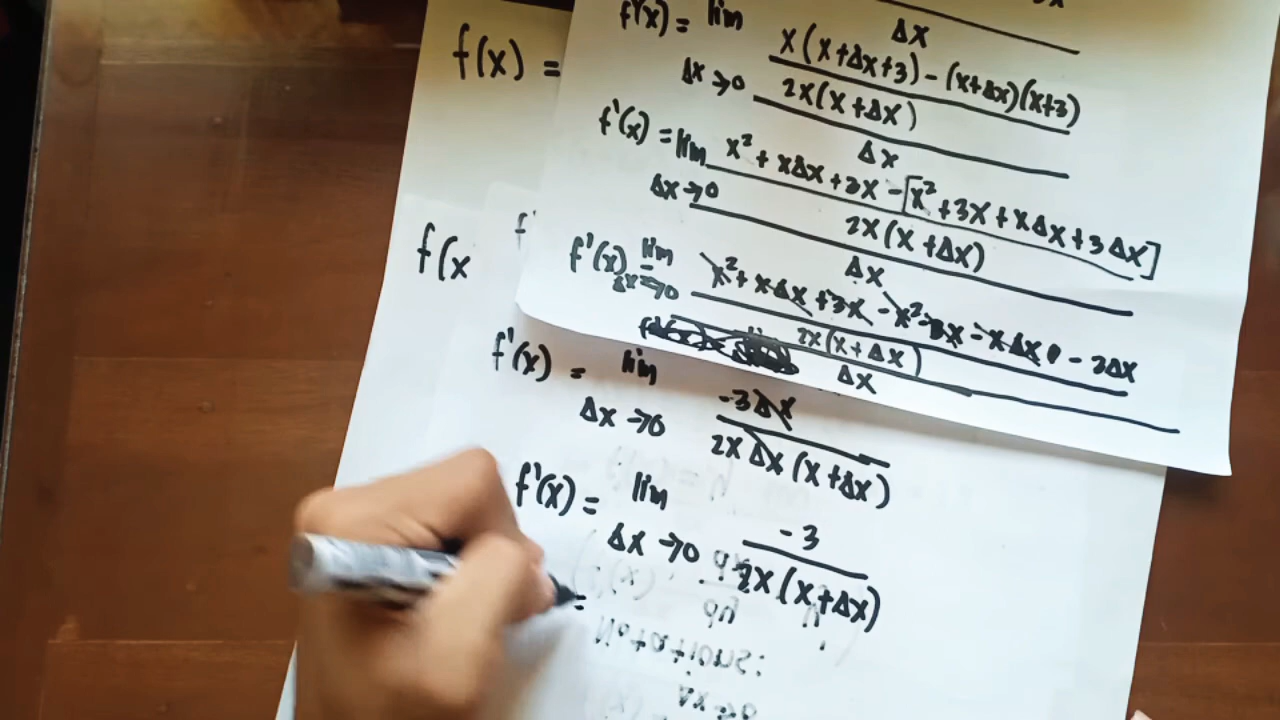 f(x) =
f'(x) = lim
Δx
Δx→0 x(x+Δx+3) - (x+Δx)(x+3)
2x(x+Δx)
Δx
f'(x) = lim x² + xΔx + 3x - [x² + 3x + xΔx + 3Δx]
Δx→0 2x(x+Δx)
Δx
f(x
f'
f'(x) = lim x² + xΔx + 3x - x² - 3x - xΔx - 3Δx
Δx→0 2x(x+Δx)
Δx
f'(x) = lim -3Δx
Δx→0 2xΔx(x+Δx)
f'(x) = lim -3
Δx→0 2x(x+Δx)
=
Notations: